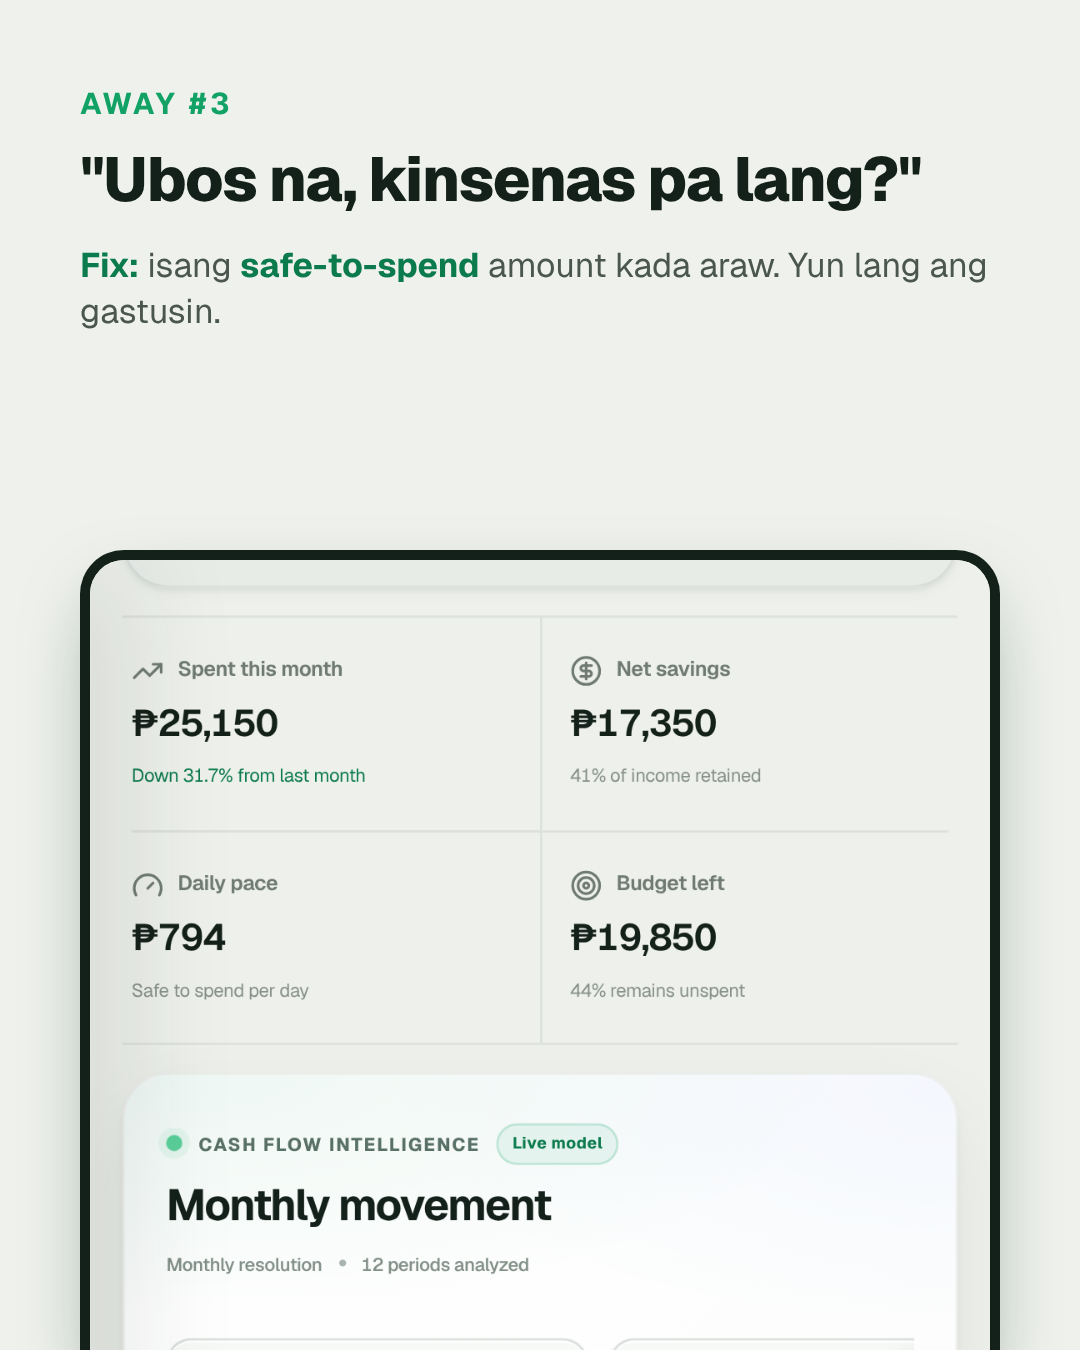 AWAY #3
"Ubos na, kinsenas pa lang?"
Fix: isang safe-to-spend amount kada araw. Yun lang ang
gastusin.
Spent this month
₱25,150
Down 31.7% from last month
Net savings
₱17,350
41% of income retained
Daily pace
₱794
Safe to spend per day
Budget left
₱19,850
44% remains unspent
CASH FLOW INTELLIGENCE Live model
Monthly movement
Monthly resolution • 12 periods analyzed